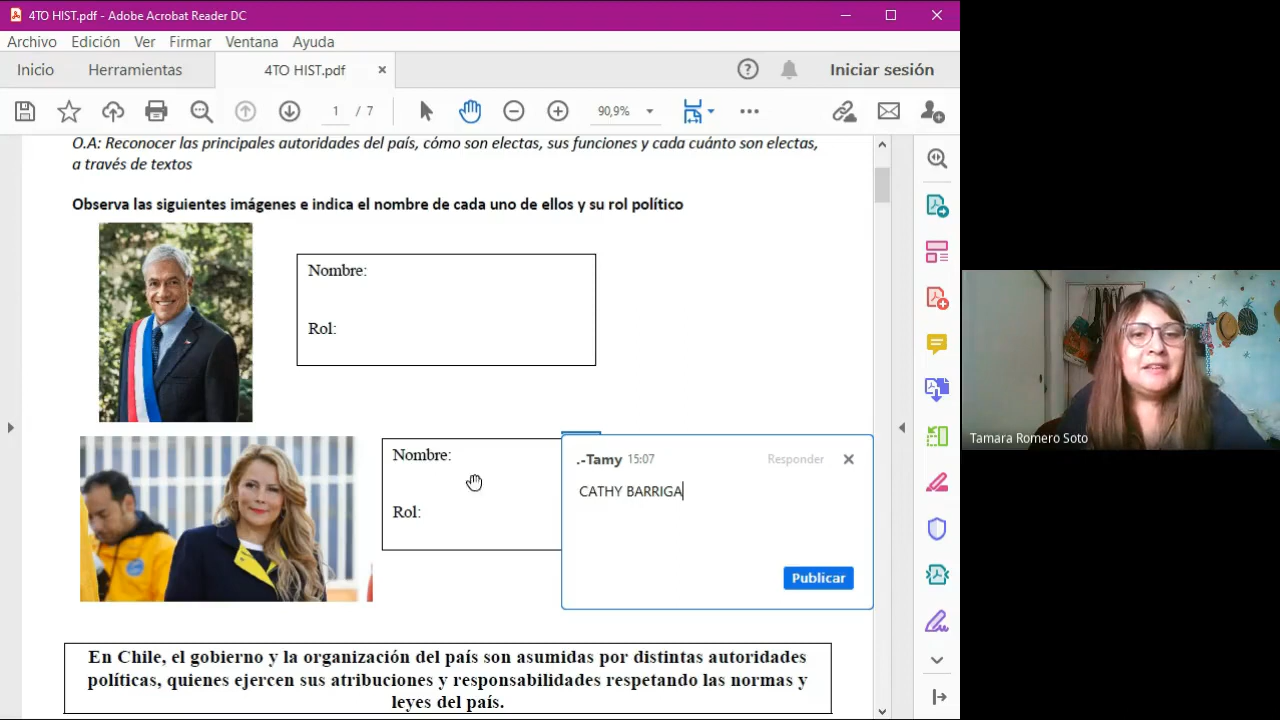 4TO HIST.pdf - Adobe Acrobat Reader DC
Archivo Edición Ver Firmar Ventana Ayuda
Inicio Herramientas 4TO HIST.pdf Iniciar sesión
1 / 7 90,9%
O.A: Reconocer las principales autoridades del país, cómo son electas, sus funciones y cada cuánto son electas,
a través de textos
Observa las siguientes imágenes e indica el nombre de cada uno de ellos y su rol político
Nombre:
Rol:
Nombre:
Rol:
.-Tamy 15:07 Responder
CATHY BARRIGA
Publicar
Tamara Romero Soto
En Chile, el gobierno y la organización del país son asumidas por distintas autoridades
políticas, quienes ejercen sus atribuciones y responsabilidades respetando las normas y
leyes del país.